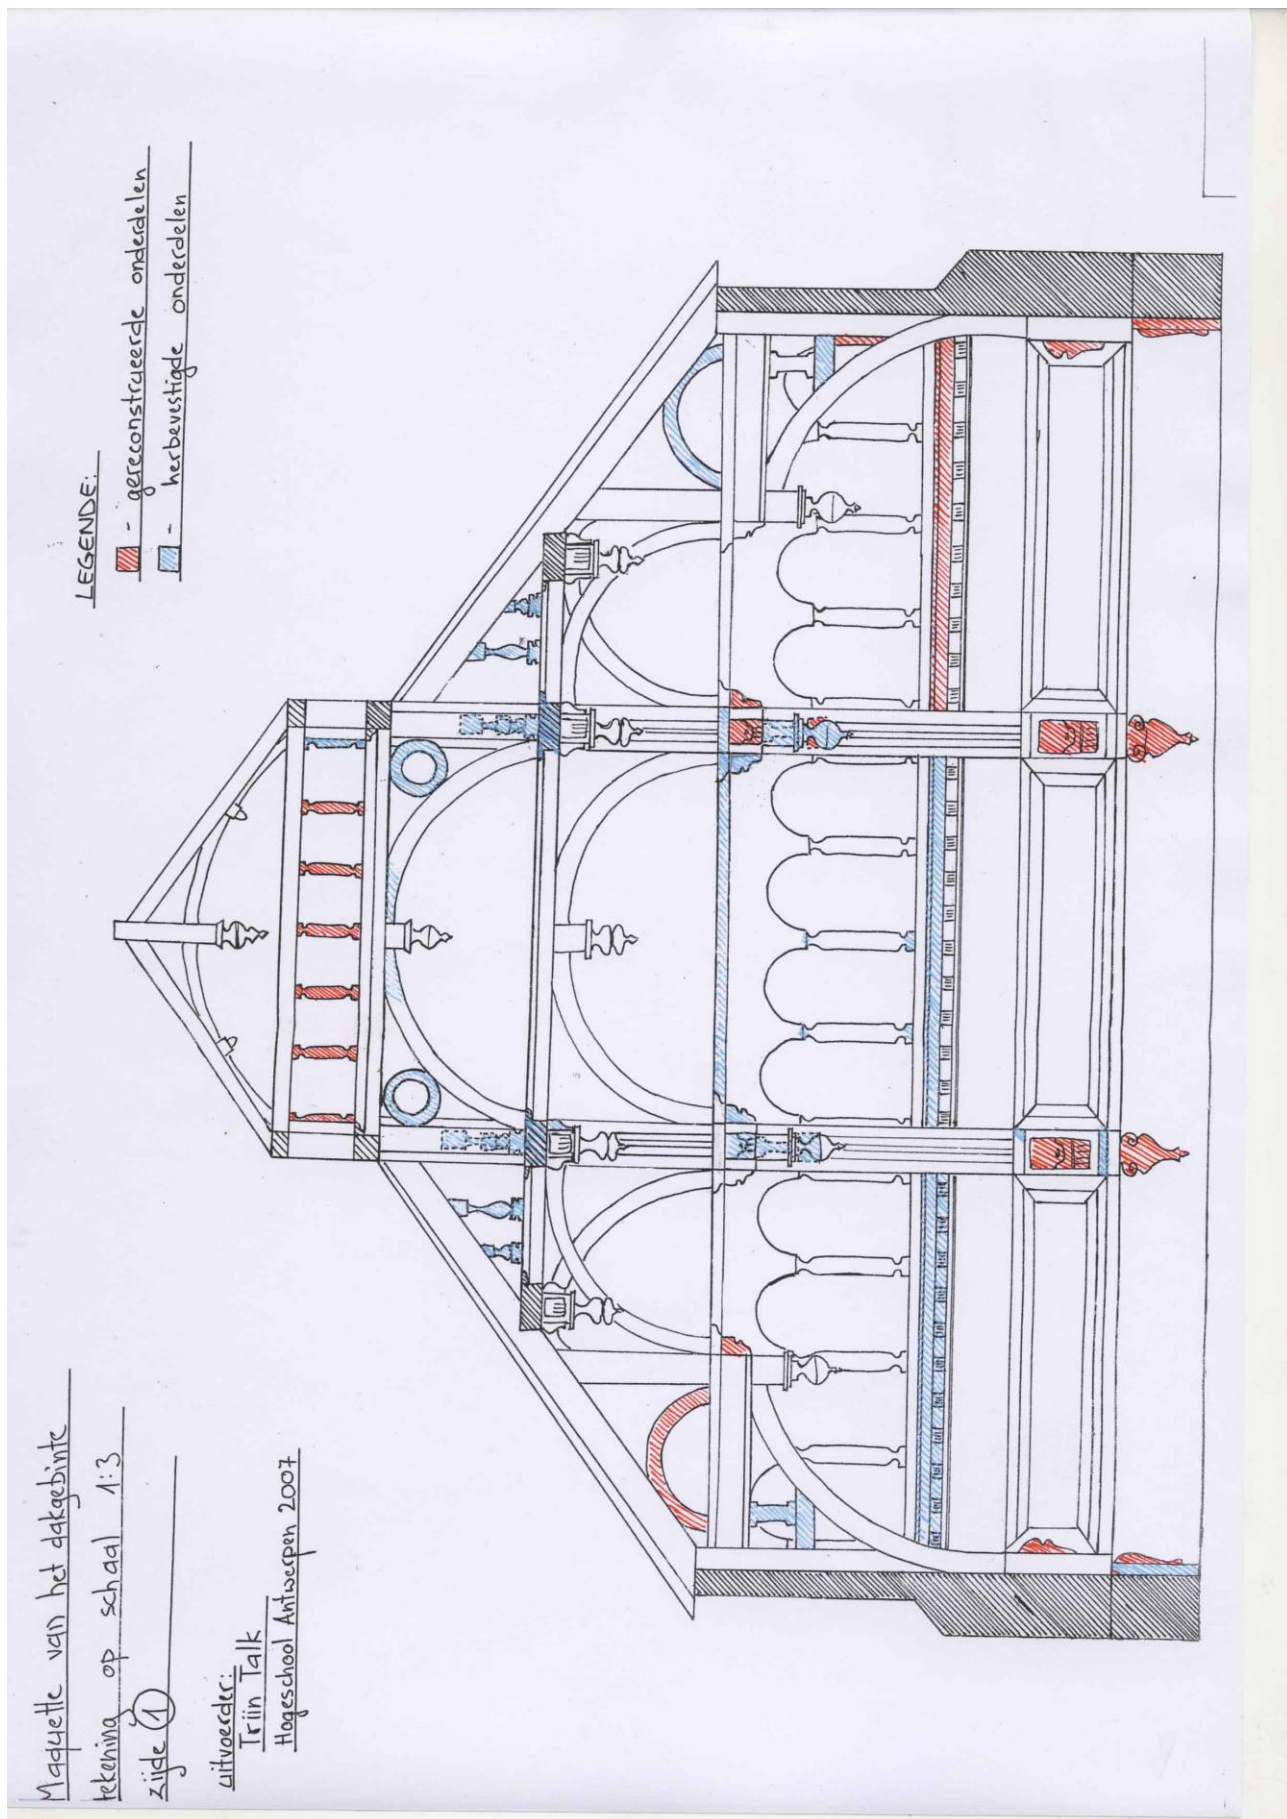 Maquette van het dakgebinte
tekening op schaal 1:3
zijde 1
uitvoerder:
Triin Talk
Hogeschool Antwerpen 2007
LEGENDE:
- gereconstrueerde onderdelen
- herbevestigde onderdelen